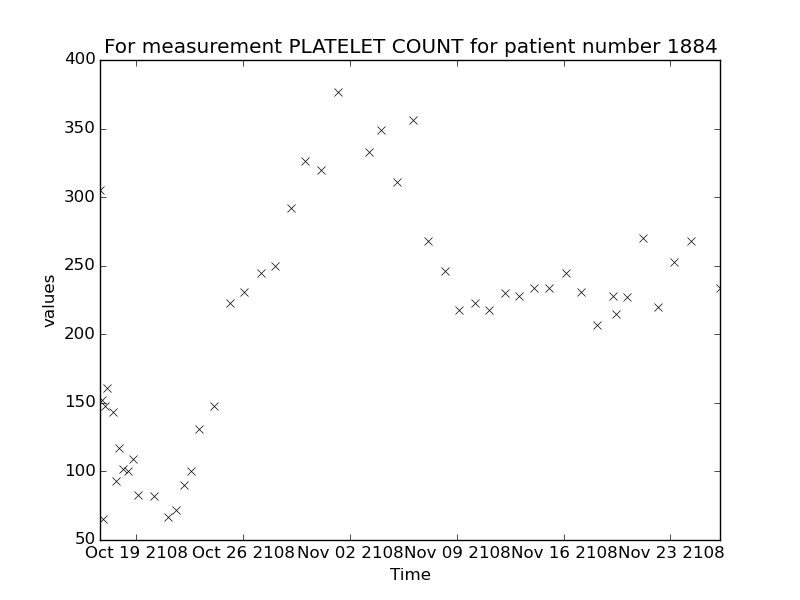 For measurement PLATELET COUNT for patient number 1884
400
350
300
250
200
150
100
50
values
Oct 19 2108 Oct 26 2108 Nov 02 2108 Nov 09 2108 Nov 16 2108 Nov 23 2108
Time